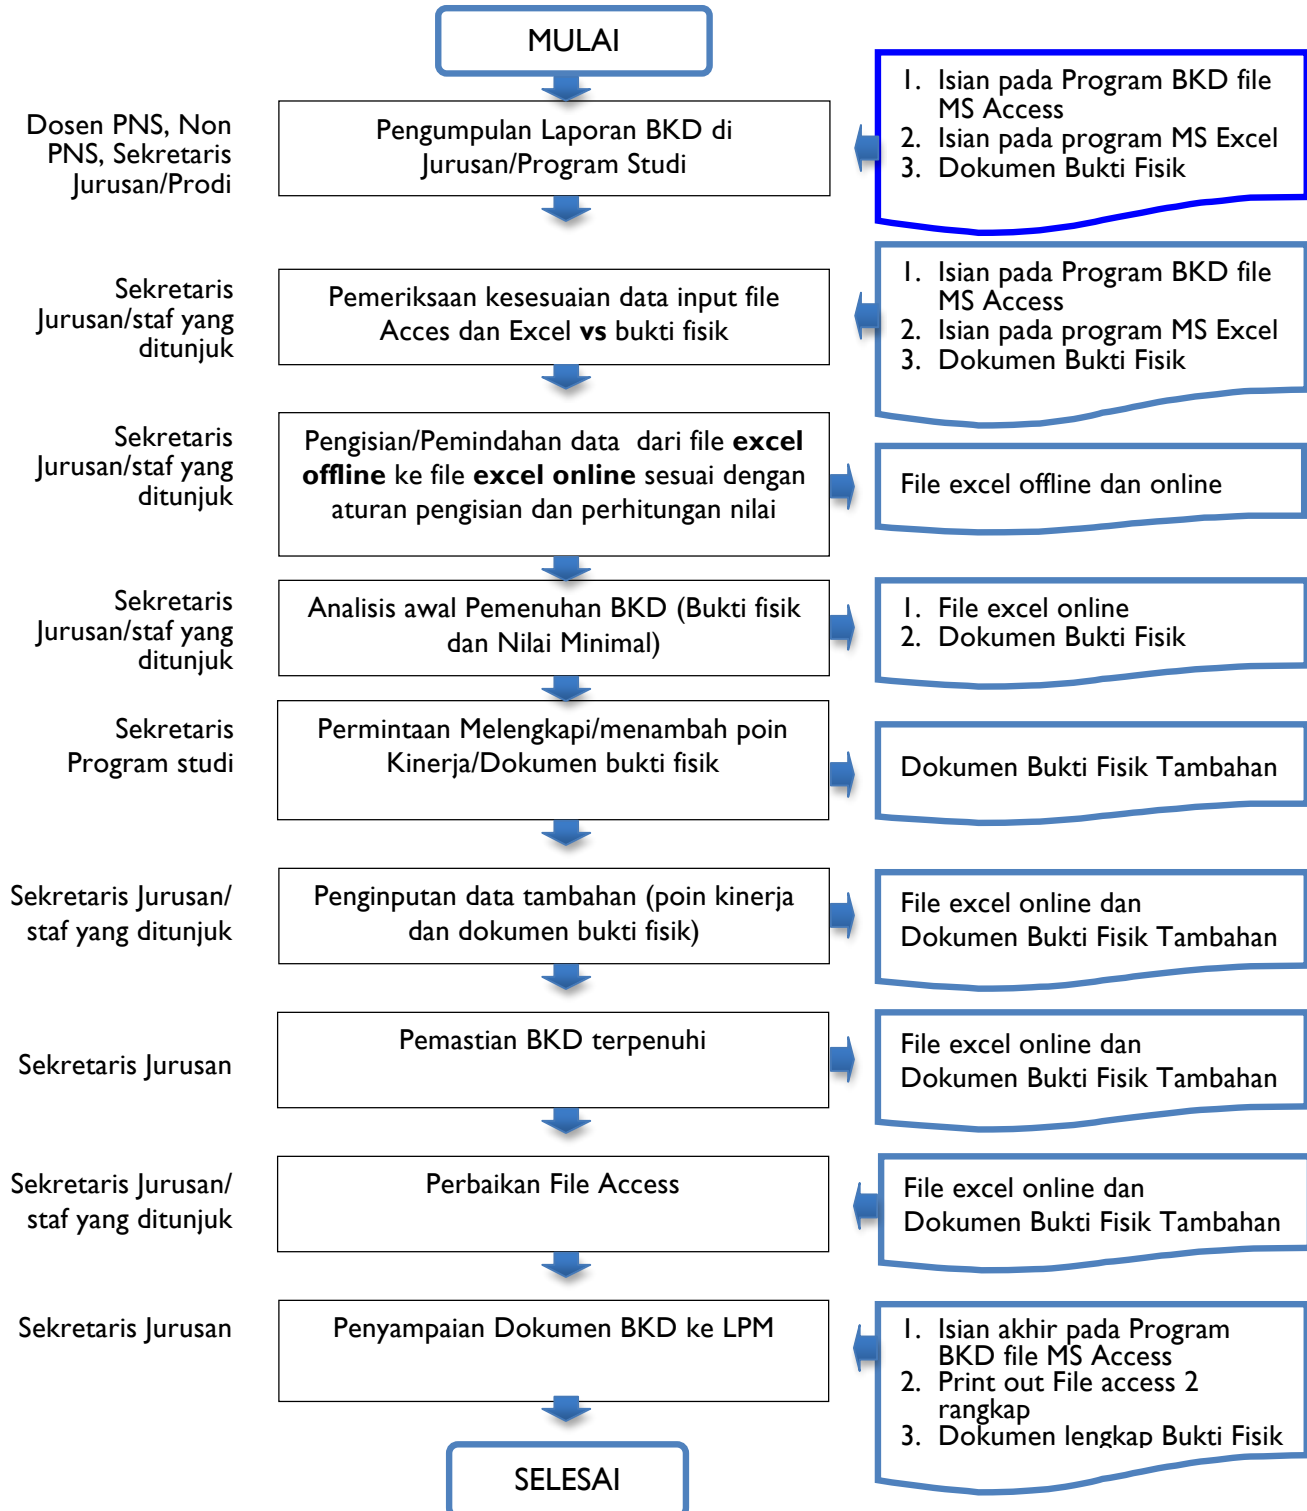 MULAI
Dosen PNS, Non
PNS, Sekretaris
Jurusan/Prodi
Pengumpulan Laporan BKD di
Jurusan/Program Studi
1. Isian pada Program BKD file
MS Access
2. Isian pada program MS Excel
3. Dokumen Bukti Fisik
Sekretaris
Jurusan/staf yang
ditunjuk
Pemeriksaan kesesuaian data input file
Acces dan Excel vs bukti fisik
1. Isian pada Program BKD file
MS Access
2. Isian pada program MS Excel
3. Dokumen Bukti Fisik
Sekretaris
Jurusan/staf yang
ditunjuk
Pengisian/Pemindahan data dari file excel
offline ke file excel online sesuai dengan
aturan pengisian dan perhitungan nilai
File excel offline dan online
Sekretaris
Jurusan/staf yang
ditunjuk
Analisis awal Pemenuhan BKD (Bukti fisik
dan Nilai Minimal)
1. File excel online
2. Dokumen Bukti Fisik
Sekretaris
Program studi
Permintaan Melengkapi/menambah poin
Kinerja/Dokumen bukti fisik
Dokumen Bukti Fisik Tambahan
Sekretaris Jurusan/
staf yang ditunjuk
Penginputan data tambahan (poin kinerja
dan dokumen bukti fisik)
File excel online dan
Dokumen Bukti Fisik Tambahan
Sekretaris Jurusan
Pemastian BKD terpenuhi
File excel online dan
Dokumen Bukti Fisik Tambahan
Sekretaris Jurusan/
staf yang ditunjuk
Perbaikan File Access
File excel online dan
Dokumen Bukti Fisik Tambahan
Sekretaris Jurusan
Penyampaian Dokumen BKD ke LPM
1. Isian akhir pada Program
BKD file MS Access
2. Print out File access 2
rangkap
3. Dokumen lengkap Bukti Fisik
SELESAI